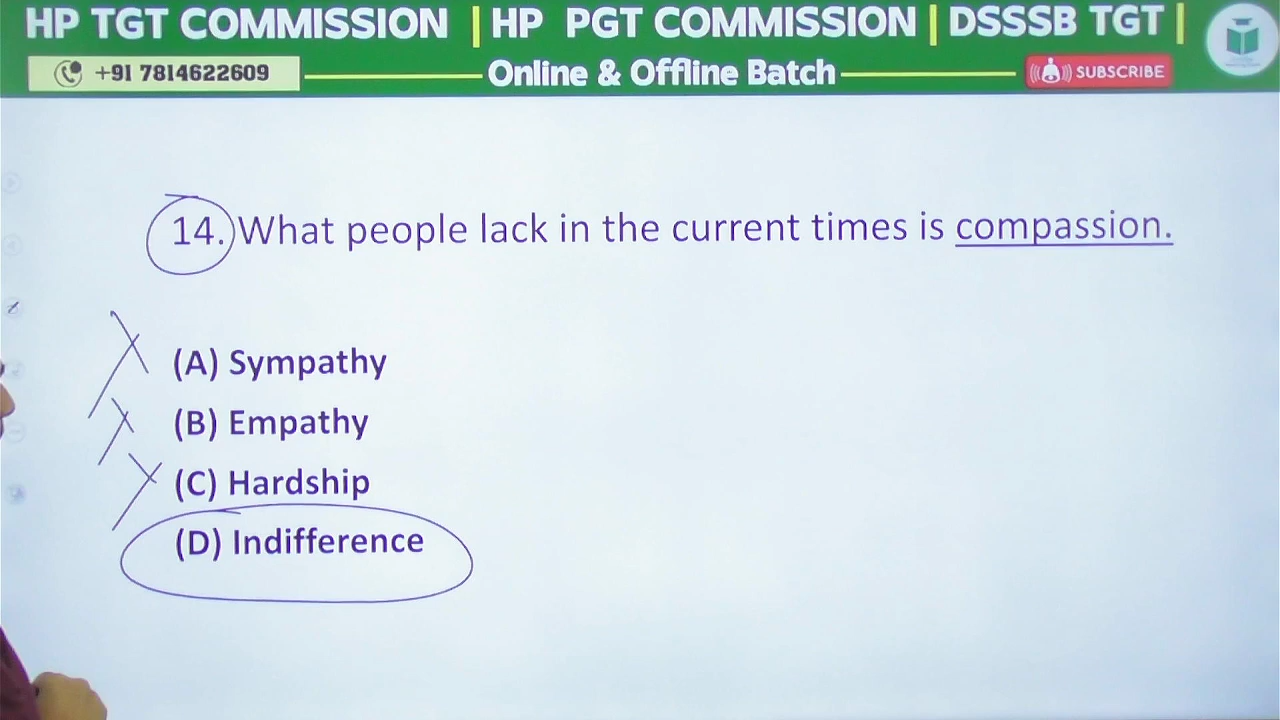 HP TGT COMMISSION | HP PGT COMMISSION | DSSSB TGT |
+91 7814622609 Online & Offline Batch SUBSCRIBE
14. What people lack in the current times is compassion.
(A) Sympathy
(B) Empathy
(C) Hardship
(D) Indifference